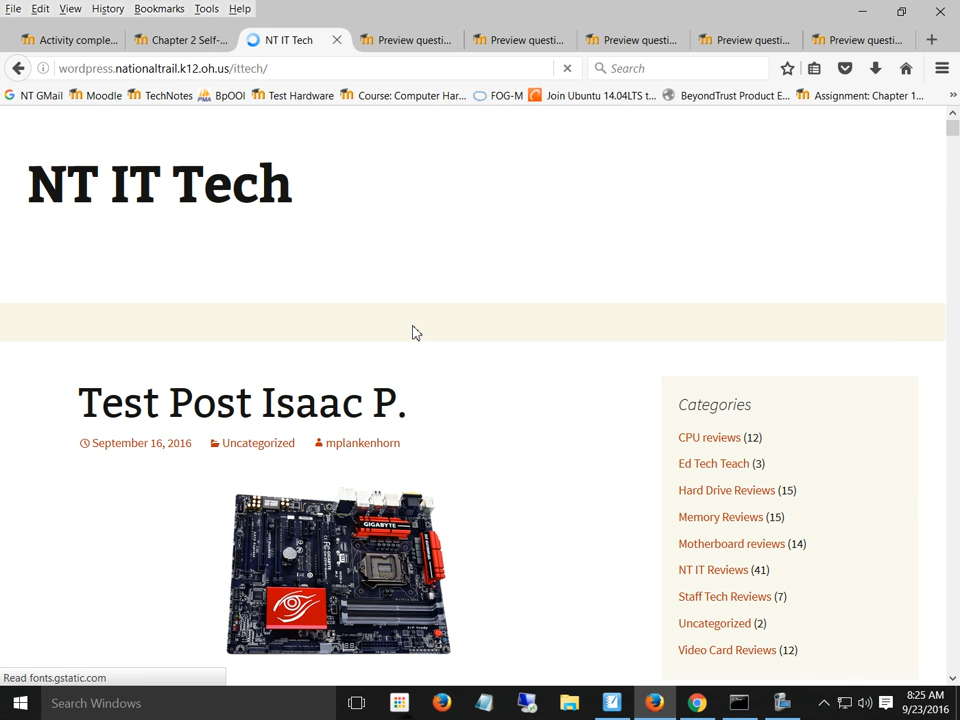 File Edit View History Bookmarks Tools Help
Activity comple... Chapter 2 Self-... NT IT Tech Preview questi... Preview questi... Preview questi... Preview questi... Preview questi...
wordpress.nationaltrail.k12.oh.us/ittech/ Search
NT GMail Moodle TechNotes BpOOI Test Hardware Course: Computer Har... FOG-M Join Ubuntu 14.04LTS t... BeyondTrust Product E... Assignment: Chapter 1...
NT IT Tech
Test Post Isaac P.
September 16, 2016 Uncategorized mplankenhorn
GIGABYTE
Categories
CPU reviews (12)
Ed Tech Teach (3)
Hard Drive Reviews (15)
Memory Reviews (15)
Motherboard reviews (14)
NT IT Reviews (41)
Staff Tech Reviews (7)
Uncategorized (2)
Video Card Reviews (12)
Read fonts.gstatic.com
Search Windows
8:25 AM
9/23/2016